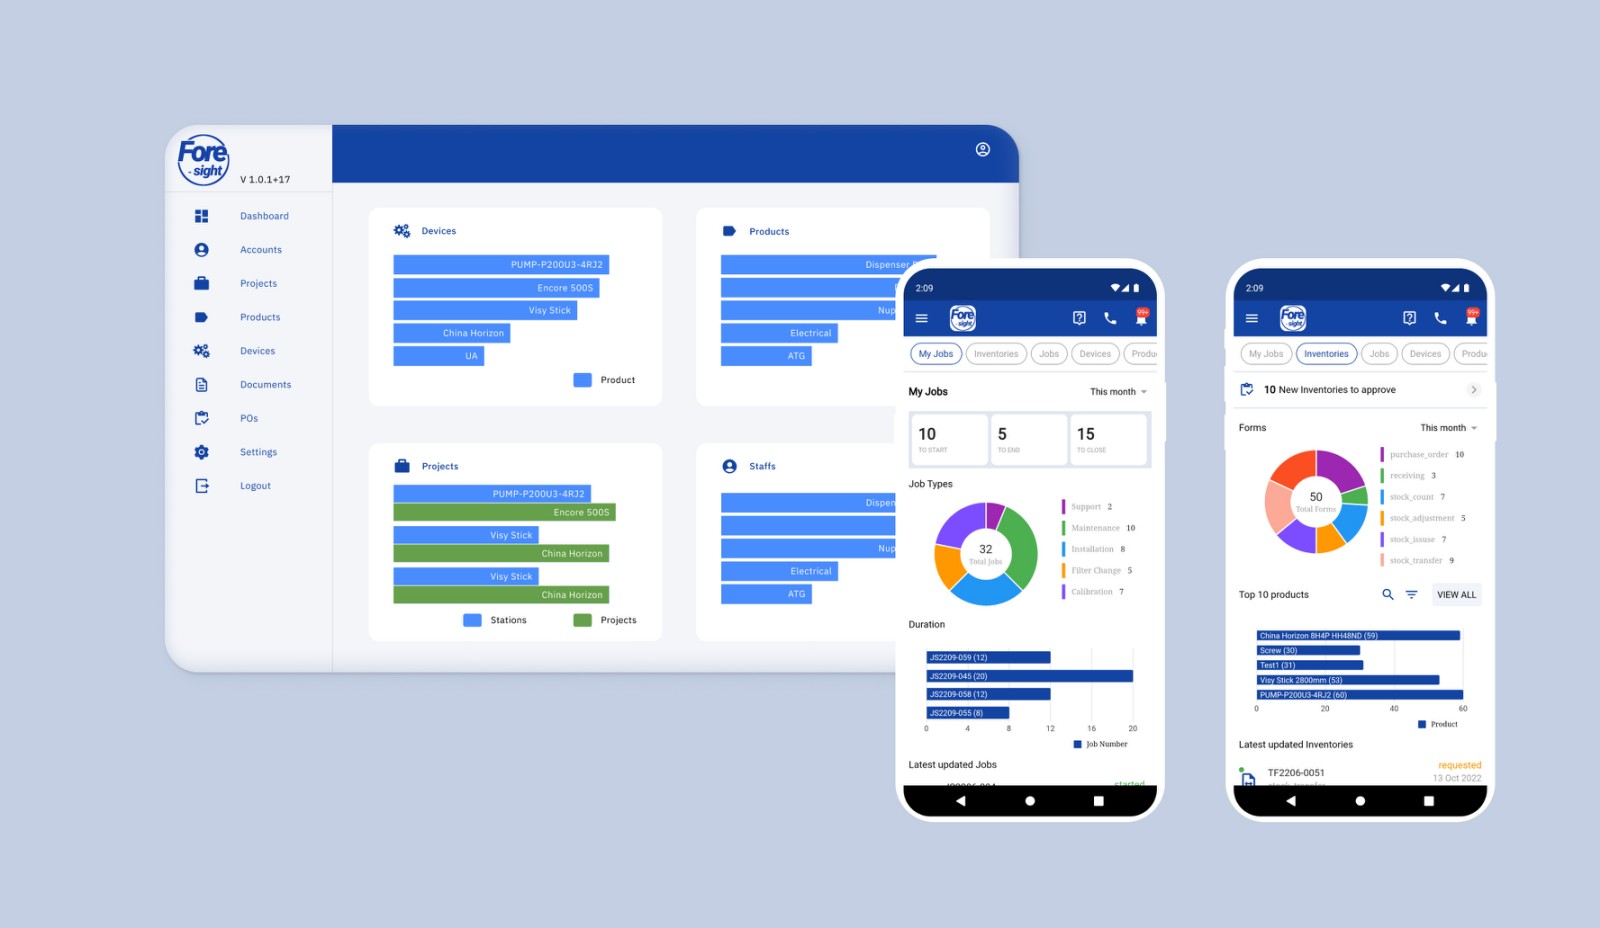 Fore
-sight
V 1.0.1+17
Dashboard
Accounts
Projects
Products
Devices
Documents
POs
Settings
Logout
Devices
PUMP-P200U3-4RJ2
Encore 500S
Visy Stick
China Horizon
UA
Product
Products
Dispenser
Nup
Electrical
ATG
Projects
PUMP-P200U3-4RJ2
Encore 500S
Visy Stick
China Horizon
Visy Stick
China Horizon
Stations Projects
Staffs
Dispen
Nup
Electrical
ATG
2:09
Fore
-sight
99+
My Jobs Inventories Jobs Devices Produ
My Jobs This month
10 5 15
TO START TO END TO CLOSE
Job Types
32
Total Jobs
Support 2
Maintenance 10
Installation 8
Filter Change 5
Calibration 7
Duration
JS2209-059 (12)
JS2209-045 (20)
JS2209-058 (12)
JS2209-055 (8)
0 4 8 12 16 20
Job Number
Latest updated Jobs
started
2:09
Fore
-sight
99+
My Jobs Inventories Jobs Devices Produ
10 New Inventories to approve
Forms This month
50
Total Forms
purchase_order 10
receiving 3
stock_count 7
stock_adjustment 5
stock_issuse 7
stock_transfer 9
Top 10 products VIEW ALL
China Horizon 8H4P HH48ND (59)
Screw (30)
Test1 (31)
Visy Stick 2800mm (53)
PUMP-P200U3-4RJ2 (60)
0 20 40 60
Product
Latest updated Inventories
requested
TF2206-0051
13 Oct 2022
stock_transfer